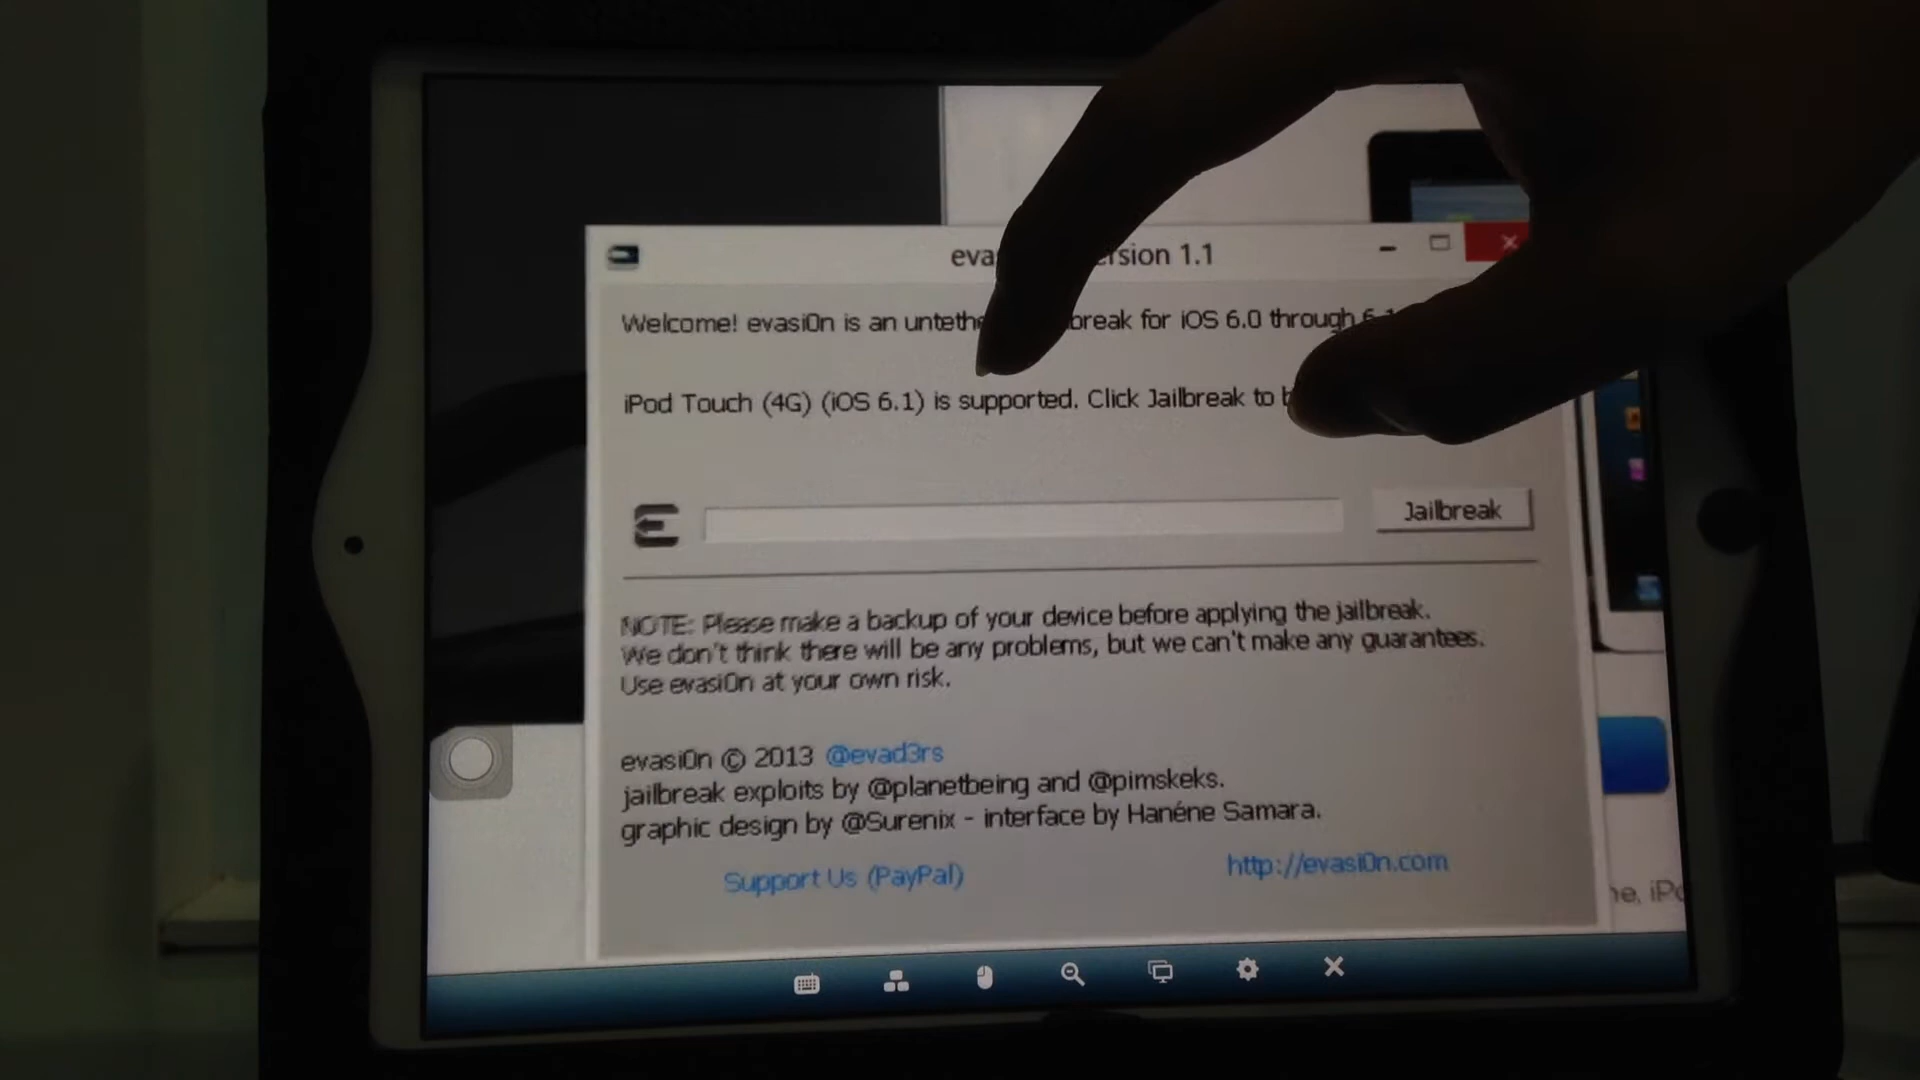 1.1
Welcome! evasi0n is an break for iOS 6.0 through
iPod Touch (4G) (iOS 6.1) is supported. Click Jailbreak to
Jailbreak
NOTE: Please make a backup of your device before applying the jailbreak.
We don't think there will be any problems, but we can't make any guarantees.
Use evasi0n at your own risk.
evasi0n © 2013 @evad3rs
jailbreak exploits by @planetbeing and @pimskeks.
graphic design by @Surenix - interface by Hanéne Samara.
Support Us (PayPal)
http://evasi0n.com